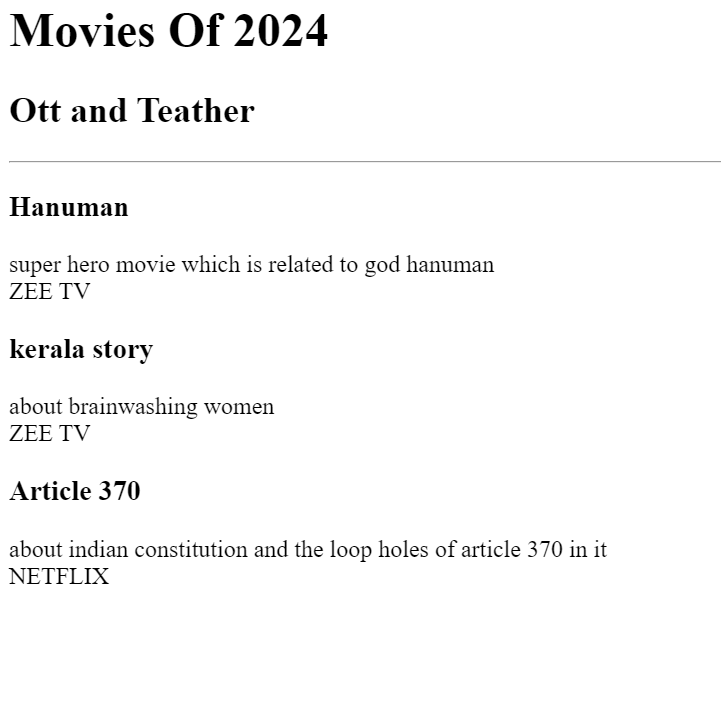 Movies Of 2024
Ott and Teather
Hanuman
super hero movie which is related to god hanuman
ZEE TV
kerala story
about brainwashing women
ZEE TV
Article 370
about indian constitution and the loop holes of article 370 in it
NETFLIX